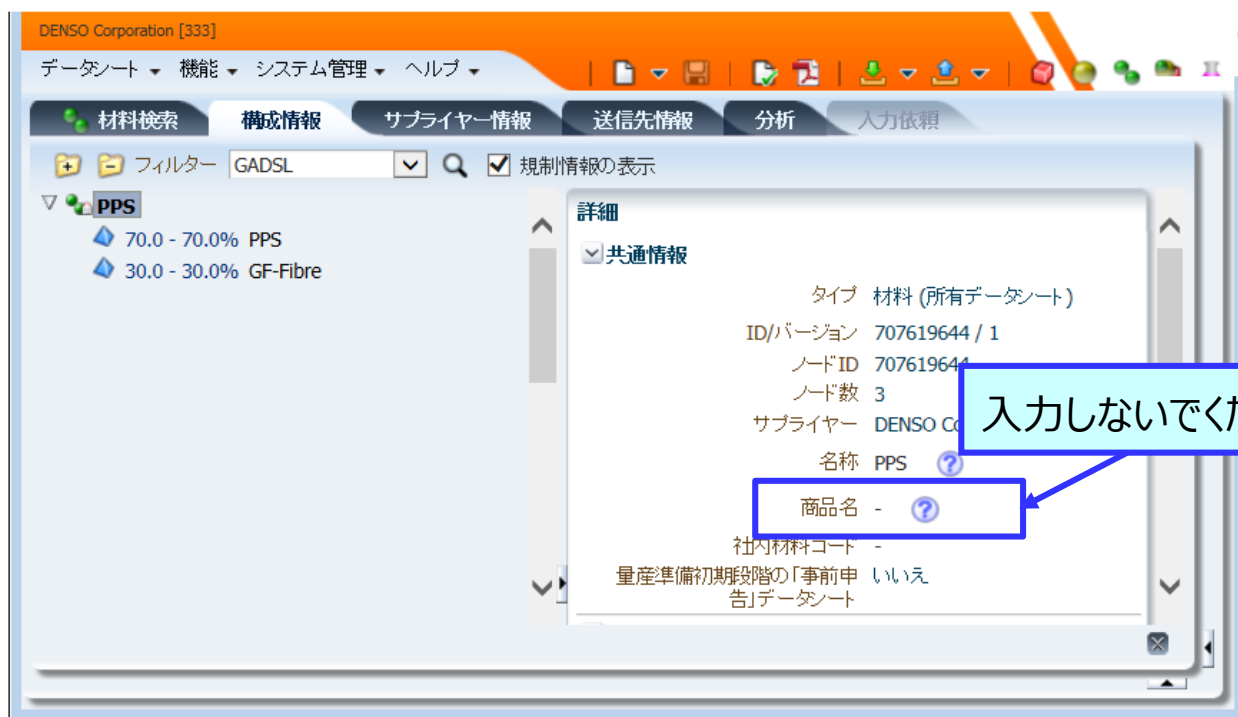 DENSO Corporation [333]
データシート 機能 システム管理 ヘルプ
材料検索 構成情報 サプライヤー情報 送信先情報 分析 入力依頼
フィルター GADSL 規制情報の表示
PPS
70.0 - 70.0% PPS
30.0 - 30.0% GF-Fibre
詳細
共通情報
タイプ 材料 (所有データシート)
ID/バージョン 707619644 / 1
ノードID 707619644
ノード数 3
サプライヤー DENSO
名称 PPS
商品名 -
社内材料コード -
量産準備初期段階の「事前申 いいえ
告」データシート
入力しないでく